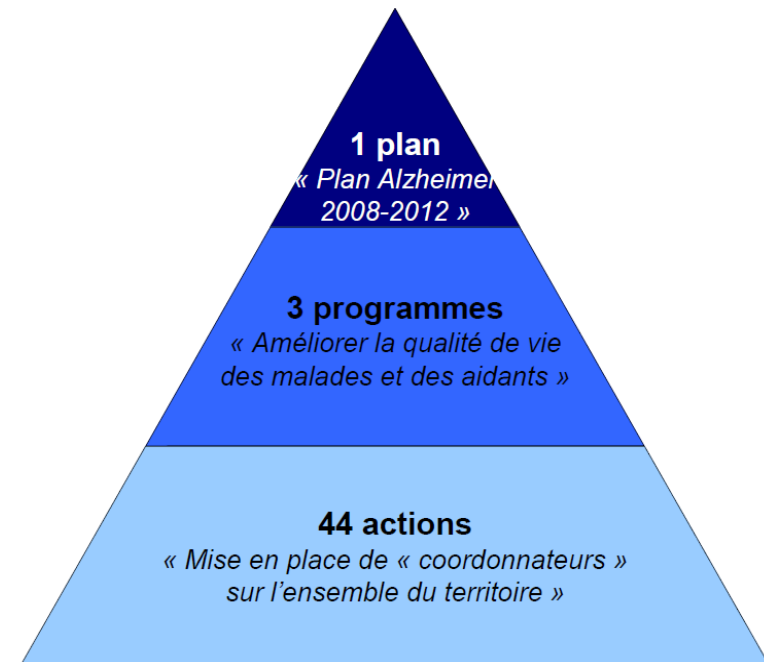 1 plan
« Plan Alzheimer
2008-2012 »
3 programmes
« Améliorer la qualité de vie
des malades et des aidants »
44 actions
« Mise en place de « coordonnateurs »
sur l’ensemble du territoire »